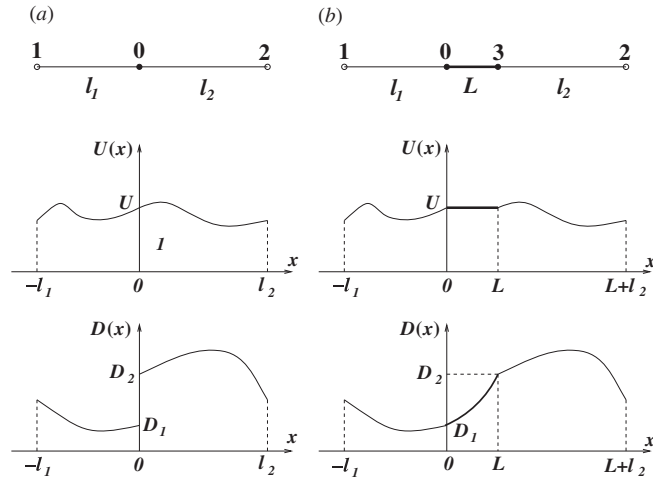 (a) (b)
1 0 2 1 0 3 2
l₁ l₂ l₁ L l₂
U(x) U(x)
U U
1
x x
−l₁ 0 l₂ −l₁ 0 L L+l₂
D(x) D(x)
D₂ D₂
D₁ D₁
x x
−l₁ 0 l₂ −l₁ 0 L L+l₂